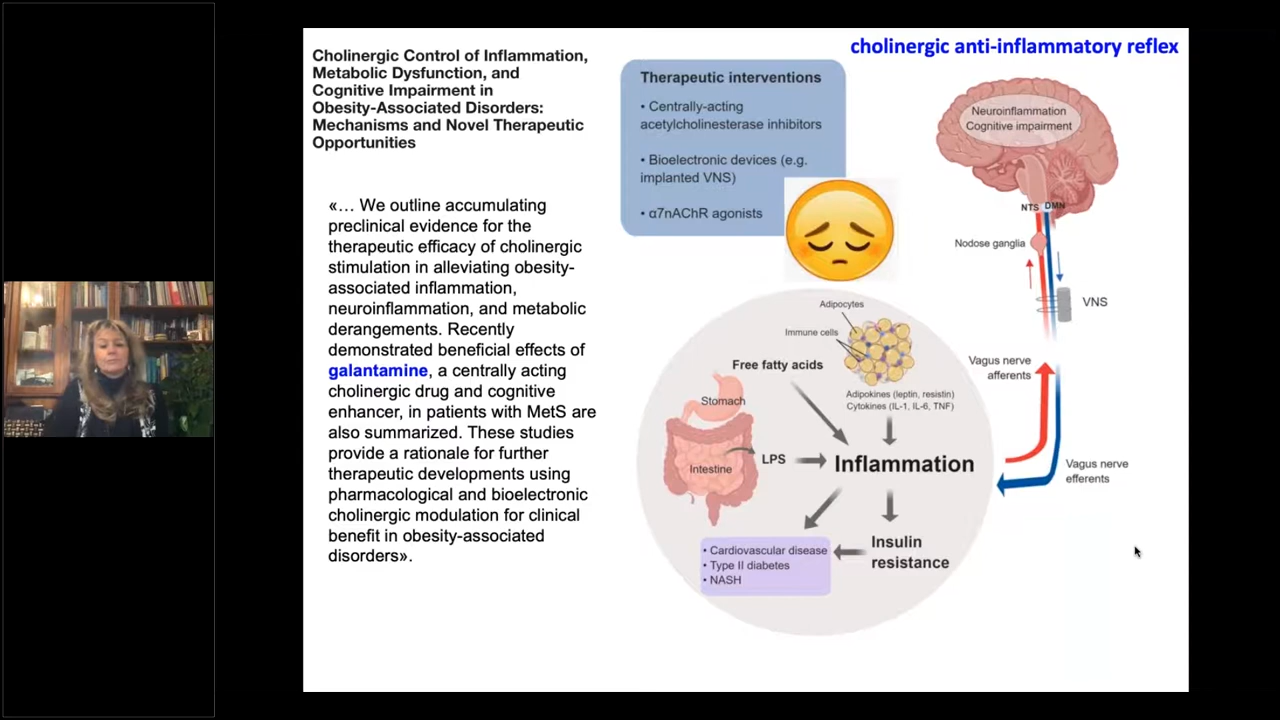 cholinergic anti-inflammatory reflex
Cholinergic Control of Inflammation,
Metabolic Dysfunction, and
Cognitive Impairment in
Obesity-Associated Disorders:
Mechanisms and Novel Therapeutic
Opportunities
«… We outline accumulating
preclinical evidence for the
therapeutic efficacy of cholinergic
stimulation in alleviating obesity-
associated inflammation,
neuroinflammation, and metabolic
derangements. Recently
demonstrated beneficial effects of
galantamine, a centrally acting
cholinergic drug and cognitive
enhancer, in patients with MetS are
also summarized. These studies
provide a rationale for further
therapeutic developments using
pharmacological and bioelectronic
cholinergic modulation for clinical
benefit in obesity-associated
disorders».
Therapeutic interventions
• Centrally-acting
acetylcholinesterase inhibitors
• Bioelectronic devices (e.g.
implanted VNS)
• α7nAChR agonists
Neuroinflammation
Cognitive impairment
NTS DMN
Nodose ganglia
VNS
Vagus nerve
afferents
Vagus nerve
efferents
Adipocytes
Immune cells
Free fatty acids
Adipokines (leptin, resistin)
Cytokines (IL-1, IL-6, TNF)
Stomach
Intestine
LPS
Inflammation
Insulin
resistance
• Cardiovascular disease
• Type II diabetes
• NASH